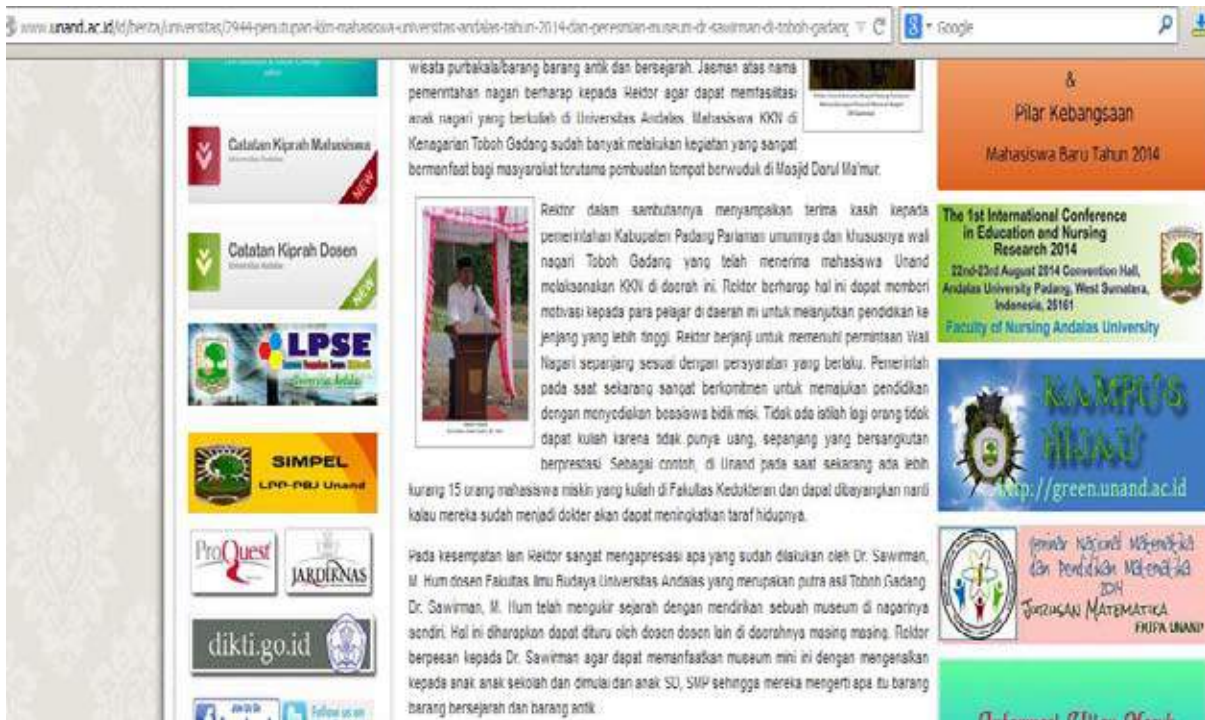 www.unand.ac.id/id/berita/universitas/2944-penutupan-kkn-mahasiswa-universitas-andalas-tahun-2014-dan-peresmian-museum-dr-sawirman-di-toboh-gadang
Google
Catatan Kiprah Mahasiswa
Universitas Andalas
NEW
Catatan Kiprah Dosen
Universitas Andalas
NEW
LPSE
Universitas Andalas
SIMPEL
LPP-PBJ Unand
ProQuest
JARDIKNAS
dikti.go.id
Join Us On
Follow us on
wisata purbakala/barang barang antik dan bersejarah. Jasman atas nama
pemerintahan nagari berharap kepada Rektor agar dapat memfasilitasi
anak nagari yang berkuliah di Universitas Andalas. Mahasiswa KKN di
Kenagarian Toboh Gadang sudah banyak melakukan kegiatan yang sangat
bermanfaat bagi masyarakat terutama pembuatan tempat berwuduk di Masjid Darul Ma'mur.
Rektor dalam sambutannya menyampaikan terima kasih kepada
pemerintahan Kabupaten Padang Pariaman umumnya dan khususnya wali
nagari Toboh Gadang yang telah menerima mahasiswa Unand
melaksanakan KKN di daerah ini. Rektor berharap hal ini dapat memberi
motivasi kepada para pelajar di daerah ini untuk melanjutkan pendidikan ke
jenjang yang lebih tinggi. Rektor berjanji untuk memenuhi permintaan Wali
Nagari sepanjang sesuai dengan persyaratan yang berlaku. Pemerintah
pada saat sekarang sangat berkomitmen untuk memajukan pendidikan
dengan menyediakan beasiswa bidik misi. Tidak ada istilah lagi orang tidak
dapat kuliah karena tidak punya uang, sepanjang yang bersangkutan
berprestasi. Sebagai contoh, di Unand pada saat sekarang ada lebih
kurang 15 orang mahasiswa miskin yang kuliah di Fakultas Kedokteran dan dapat dibayangkan nanti
kalau mereka sudah menjadi dokter akan dapat meningkatkan taraf hidupnya.
Pada kesempatan lain Rektor sangat mengapresiasi apa yang sudah dilakukan oleh Dr. Sawirman,
M. Hum dosen Fakultas Ilmu Budaya Universitas Andalas yang merupakan putra asli Toboh Gadang.
Dr. Sawirman, M. Hum telah mengukir sejarah dengan mendirikan sebuah museum di nagarinya
sendiri. Hal ini diharapkan dapat ditiru oleh dosen dosen lain di daerahnya masing masing. Rektor
berpesan kepada Dr. Sawirman agar dapat memanfaatkan museum mini ini dengan mengenalkan
kepada anak anak sekolah dan dimulai dari anak SD, SMP sehingga mereka mengerti apa itu barang
barang bersejarah dan barang antik
&
Pilar Kebangsaan
Mahasiswa Baru Tahun 2014
The 1st International Conference
in Education and Nursing
Research 2014
22nd-23rd August 2014 Convention Hall,
Andalas University Padang, West Sumatera,
Indonesia, 25161
Faculty of Nursing Andalas University
KAMPUS
HIJAU
http://green.unand.ac.id
Seminar Nasional Matematika
dan Pendidikan Matematika
2014
JURUSAN MATEMATIKA
FMIPA UNAND